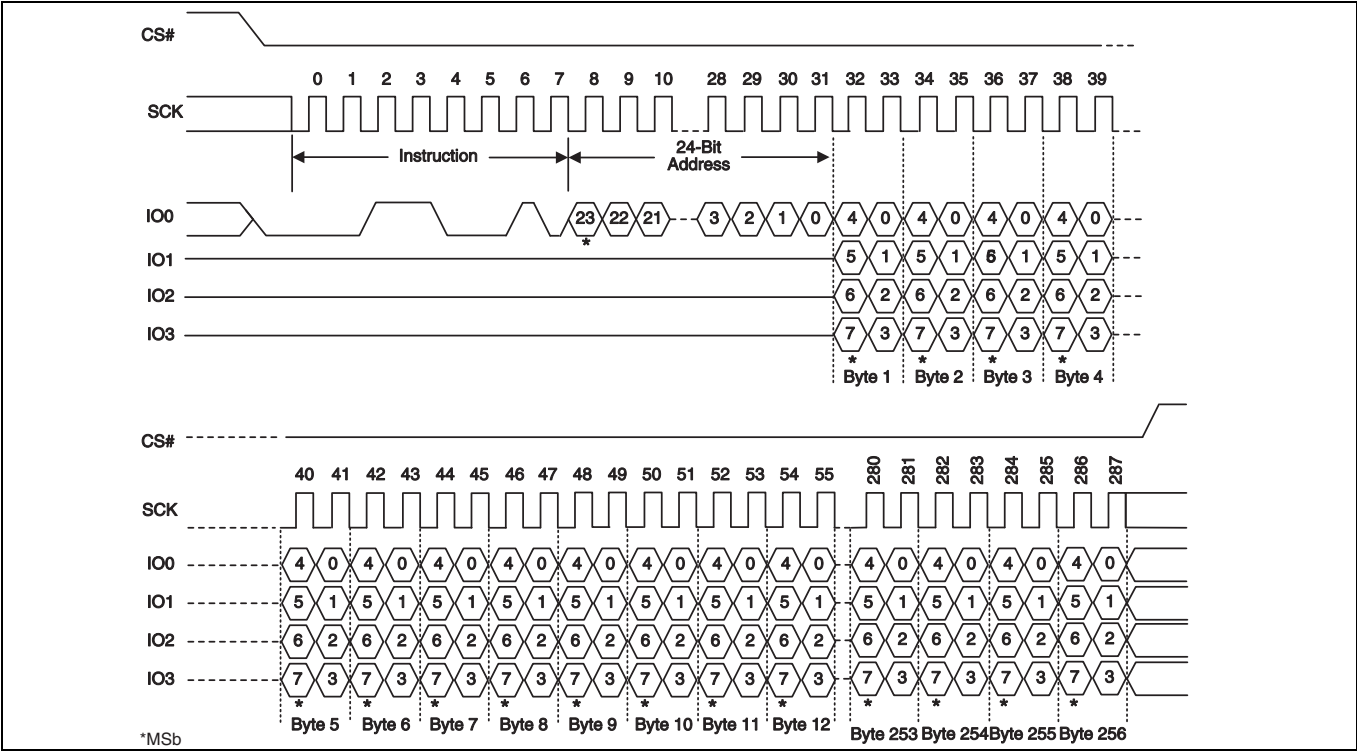 CS#
0 1 2 3 4 5 6 7 8 9 10 28 29 30 31 32 33 34 35 36 37 38 39
SCK
Instruction
24-Bit
Address
IO0 23 22 21 3 2 1 0 4 0 4 0 4 0 4 0
*
IO1 5 1 5 1 6 1 5 1
IO2 6 2 6 2 6 2 6 2
IO3 7 3 7 3 7 3 7 3
* * * *
Byte 1 Byte 2 Byte 3 Byte 4
CS#
40 41 42 43 44 45 46 47 48 49 50 51 52 53 54 55 280 281 282 283 284 285 286 287
SCK
IO0 4 0 4 0 4 0 4 0 4 0 4 0 4 0 4 0 4 0 4 0 4 0 4 0
IO1 5 1 5 1 5 1 5 1 5 1 5 1 5 1 5 1 5 1 5 1 5 1 5 1
IO2 6 2 6 2 6 2 6 2 6 2 6 2 6 2 6 2 6 2 6 2 6 2 6 2
IO3 7 3 7 3 7 3 7 3 7 3 7 3 7 3 7 3 7 3 7 3 7 3 7 3
* * * * * * * * * * * *
Byte 5 Byte 6 Byte 7 Byte 8 Byte 9 Byte 10 Byte 11 Byte 12 Byte 253 Byte 254 Byte 255 Byte 256
*MSb